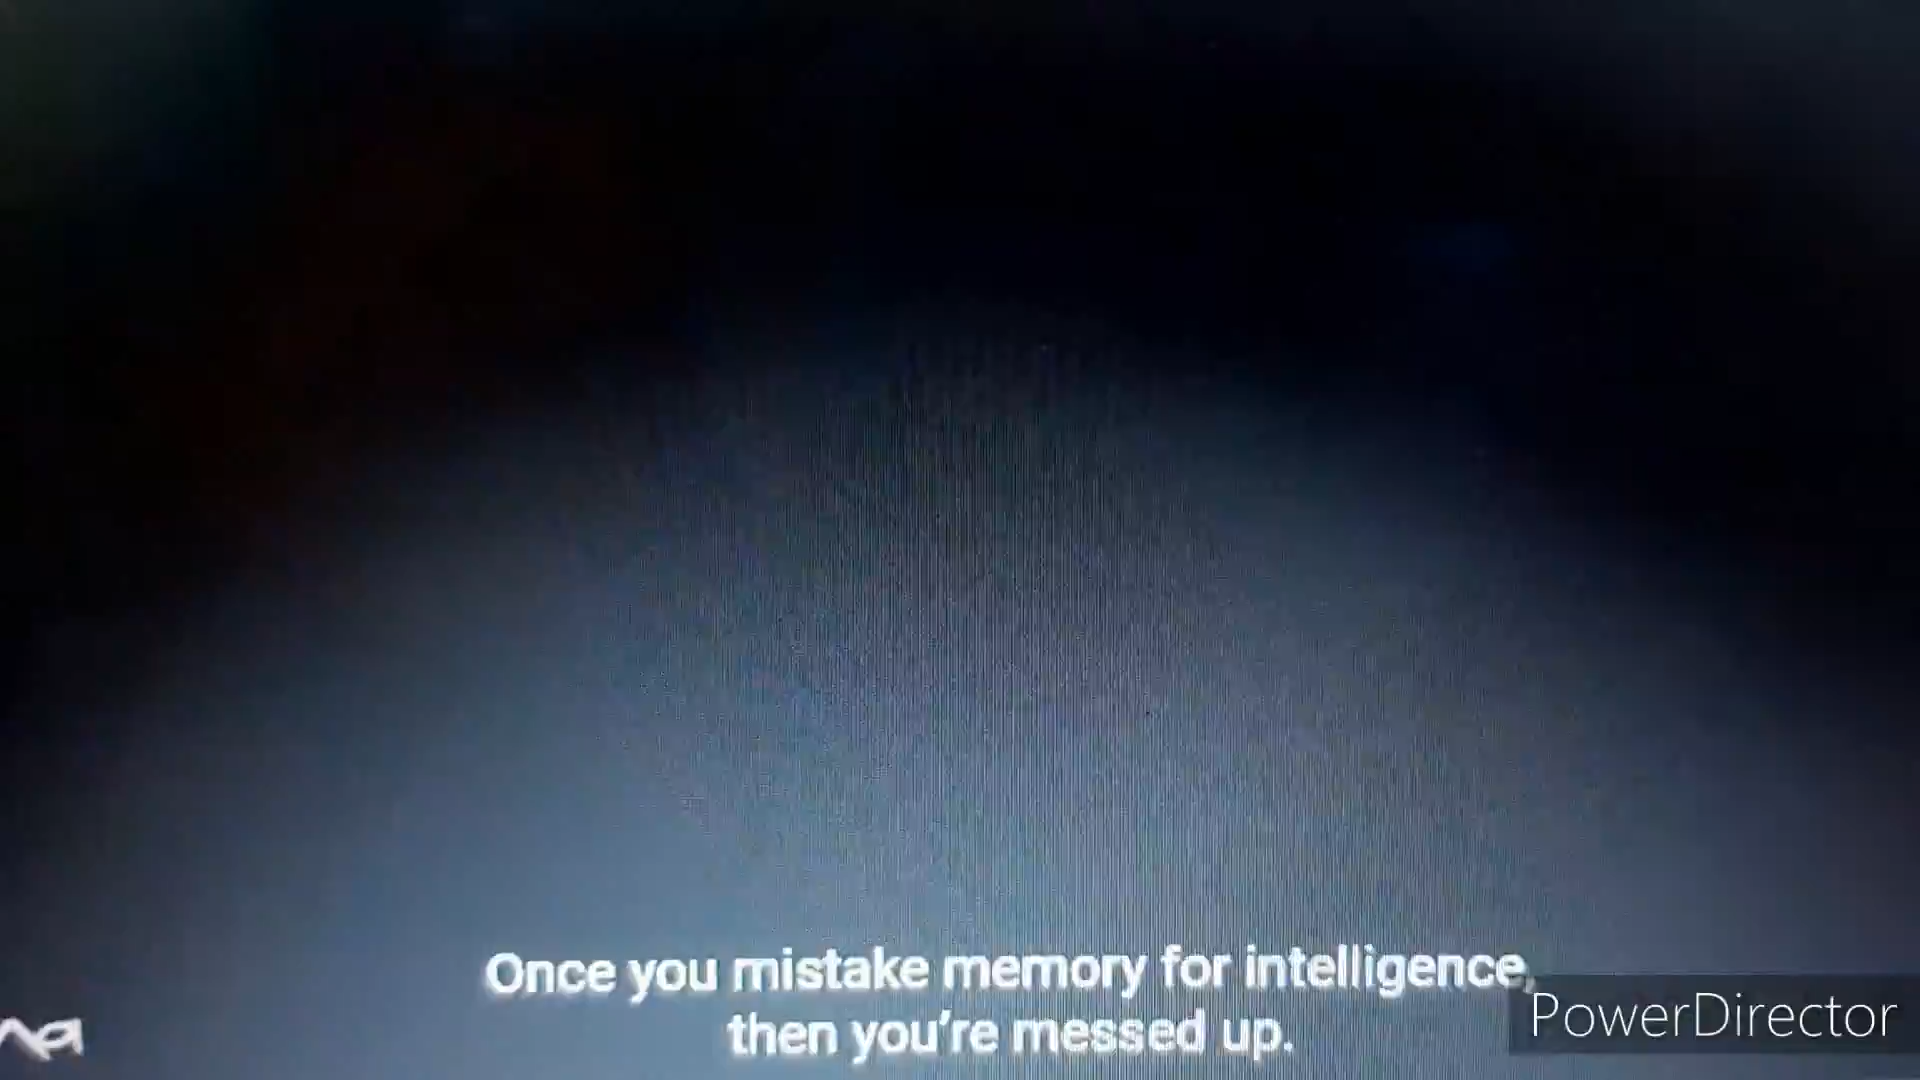 Once you mistake memory for intelligence,
then you're messed up.
PowerDirector